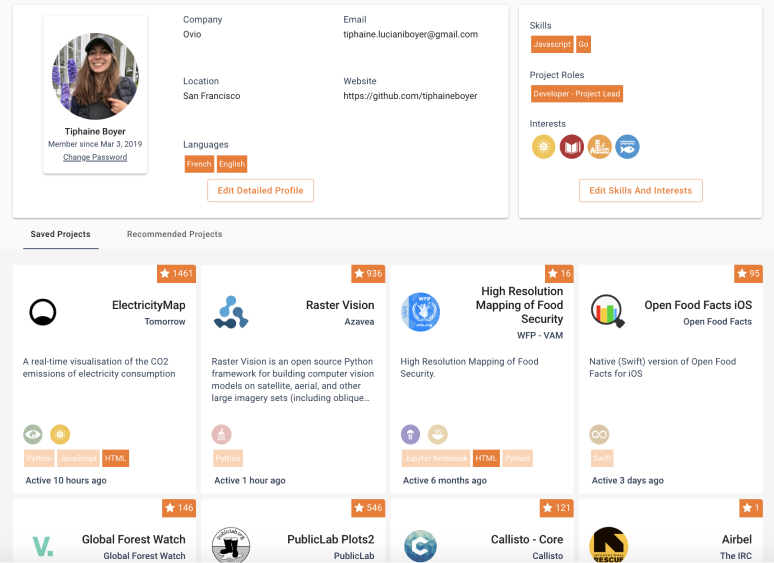 Company
Ovio
Email
tiphaine.lucianiboyer@gmail.com
Location
San Francisco
Website
https://github.com/tiphaineboyer
Tiphaine Boyer
Member since Mar 3, 2019
Change Password
Languages
French English
Edit Detailed Profile
Skills
Javascript Go
Project Roles
Developer - Project Lead
Interests
Edit Skills And Interests
Saved Projects
Recommended Projects
1461
ElectricityMap
Tomorrow
A real-time visualisation of the CO2
emissions of electricity consumption
Python JavaScript HTML
Active 10 hours ago
936
Raster Vision
Azavea
Raster Vision is an open source Python
framework for building computer vision
models on satellite, aerial, and other
large imagery sets (including oblique...
Python
Active 1 hour ago
16
WFP
wfp.org
High Resolution
Mapping of Food
Security
WFP - VAM
High Resolution Mapping of Food
Security.
Jupyter Notebook HTML Python
Active 6 months ago
95
Open Food Facts iOS
Open Food Facts
Native (Swift) version of Open Food
Facts for iOS
Swift
Active 3 days ago
146
V.
Global Forest Watch
Global Forest Watch
546
publiclab.org
PublicLab Plots2
PublicLab
121
Callisto - Core
Callisto
1
INTERNATIONAL
RESCUE
Airbel
The IRC